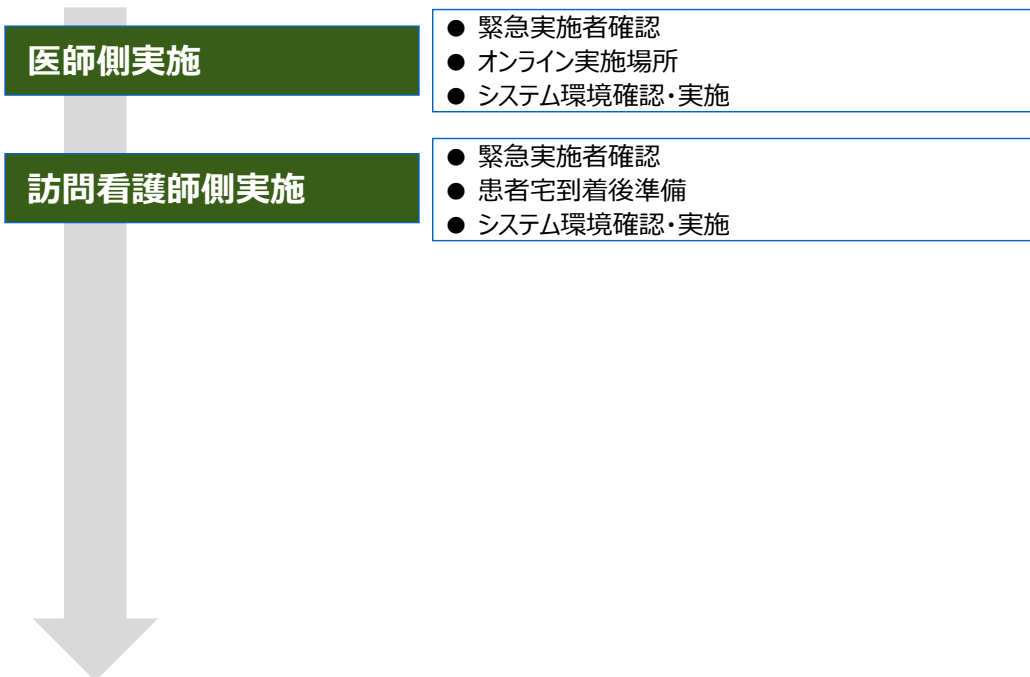 医師側実施
● 緊急実施者確認
● オンライン実施場所
● システム環境確認・実施
訪問看護師側実施
● 緊急実施者確認
● 患者宅到着後準備
● システム環境確認・実施